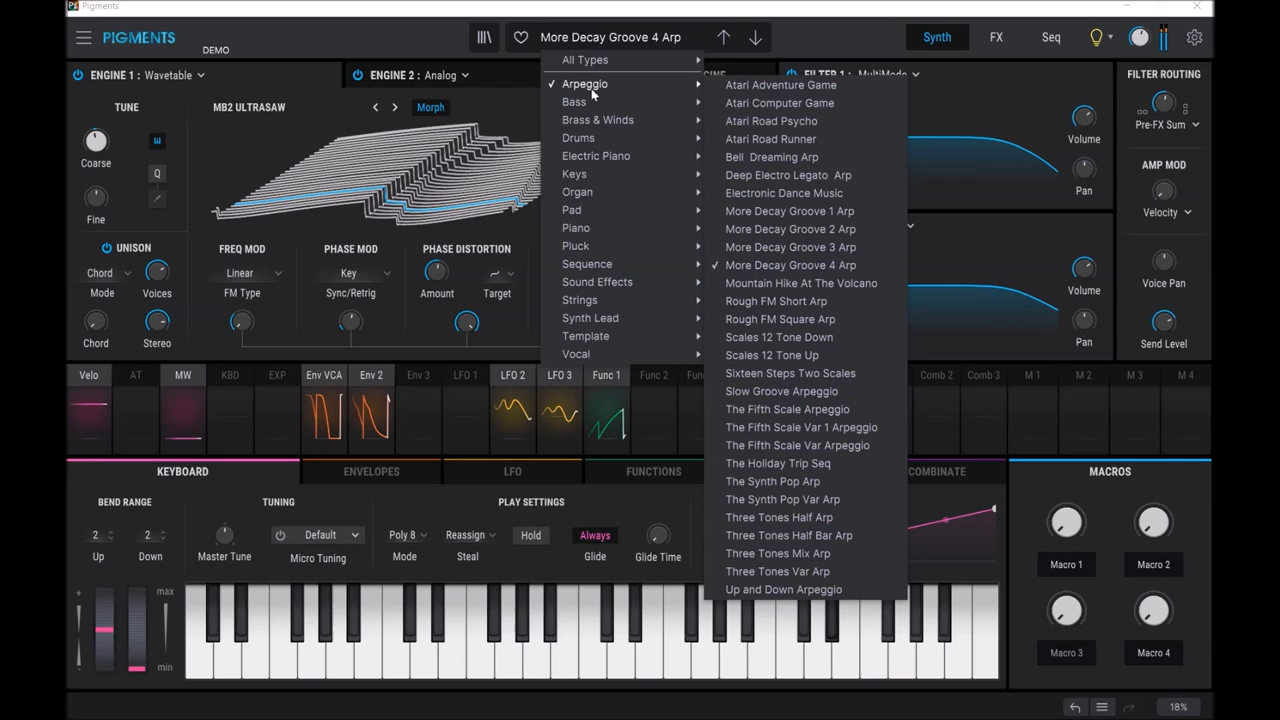 Pigments
PIGMENTS
DEMO
More Decay Groove 4 Arp
Synth
FX
Seq
ENGINE 1: Wavetable
ENGINE 2: Analog
All Types
Arpeggio
Bass
Brass & Winds
Drums
Electric Piano
Keys
Organ
Pad
Piano
Pluck
Sequence
Sound Effects
Strings
Synth Lead
Template
Vocal
Atari Adventure Game
Atari Computer Game
Atari Road Psycho
Atari Road Runner
Bell Dreaming Arp
Deep Electro Legato Arp
Electronic Dance Music
More Decay Groove 1 Arp
More Decay Groove 2 Arp
More Decay Groove 3 Arp
More Decay Groove 4 Arp
Mountain Hike At The Volcano
Rough FM Short Arp
Rough FM Square Arp
Scales 12 Tone Down
Scales 12 Tone Up
Sixteen Steps Two Scales
Slow Groove Arpeggio
The Fifth Scale Arpeggio
The Fifth Scale Var 1 Arpeggio
The Fifth Scale Var Arpeggio
The Holiday Trip Seq
The Synth Pop Arp
The Synth Pop Var Arp
Three Tones Half Arp
Three Tones Half Bar Arp
Three Tones Mix Arp
Three Tones Var Arp
Up and Down Arpeggio
FILTER ROUTING
Pre-FX Sum
AMP MOD
Velocity
Voice Pan
Send Level
Volume
Pan
Volume
Pan
TUNE
MB2 ULTRASAW
Morph
Coarse
Q
Fine
UNISON
FREQ MOD
PHASE MOD
PHASE DISTORTION
Chord
Linear
Key
Mode
Voices
FM Type
Sync/Retrig
Amount
Target
Chord
Stereo
Velo
AT
MW
KBD
EXP
Env VCA
Env 2
Env 3
LFO 1
LFO 2
LFO 3
Func 1
Func 2
Comb 2
Comb 3
M 1
M 2
M 3
M 4
KEYBOARD
ENVELOPES
LFO
FUNCTIONS
COMBINATE
MACROS
BEND RANGE
TUNING
PLAY SETTINGS
2
2
Default
Poly 8
Reassign
Hold
Always
Up
Down
Master Tune
Micro Tuning
Mode
Steal
Glide
Glide Time
Macro 1
Macro 2
Macro 3
Macro 4
max
min
18%